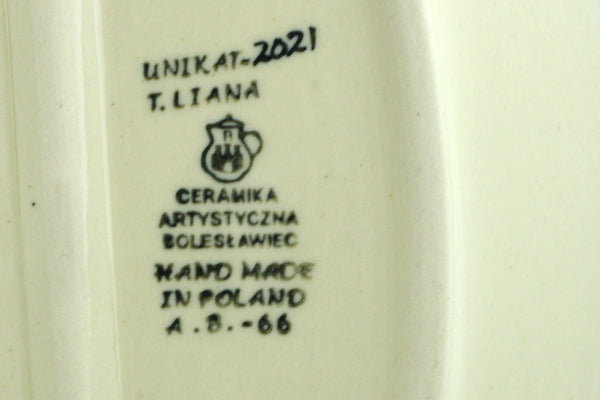 UNIKAT-2021
T. LIANA
CERAMIKA
ARTYSTYCZNA
BOLESŁAWIEC
HAND MADE
IN POLAND
A.B.-66